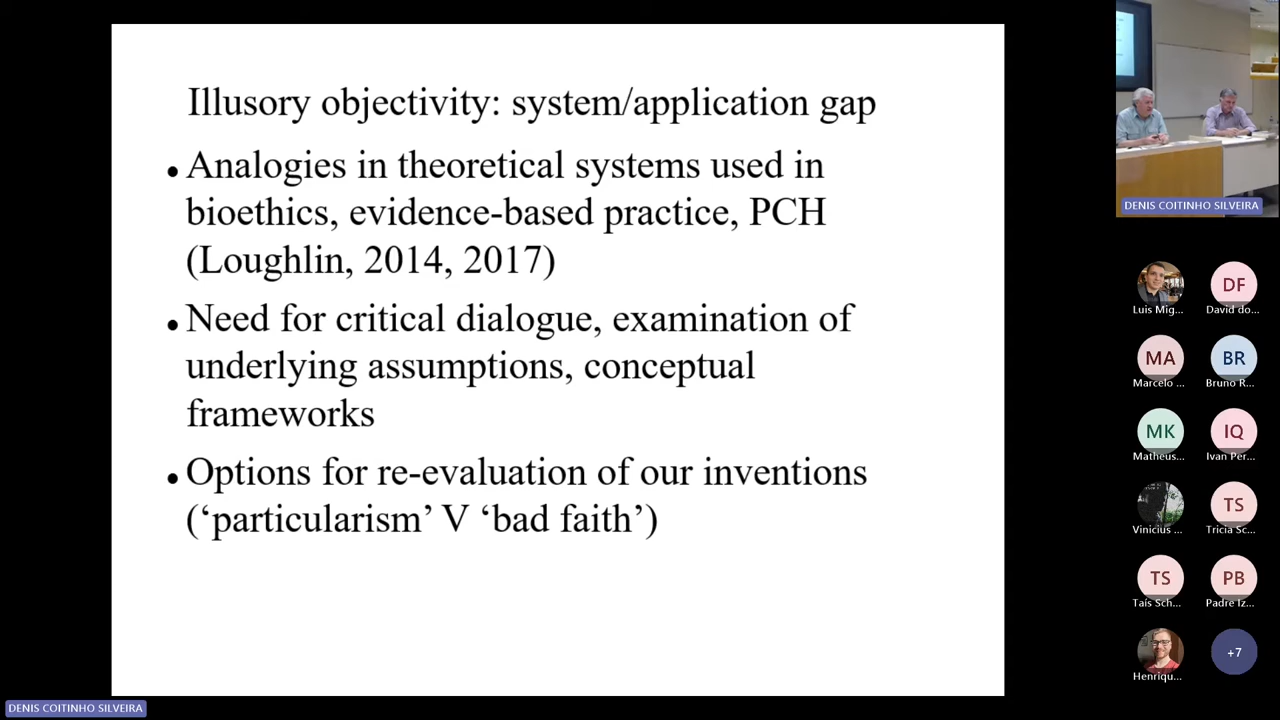 Illusory objectivity: system/application gap
• Analogies in theoretical systems used in
bioethics, evidence-based practice, PCH
(Loughlin, 2014, 2017)
• Need for critical dialogue, examination of
underlying assumptions, conceptual
frameworks
• Options for re-evaluation of our inventions
(‘particularism’ V ‘bad faith’)
DENIS COITINHO SILVEIRA
DF
Luis Mig...
David do...
MA
BR
Marcelo ...
Bruno R...
MK
IQ
Matheus...
Ivan Per...
TS
Vinicius ...
Tricia Sc...
TS
PB
Taís Sch...
Padre Iz...
+7
Henriqu...
DENIS COITINHO SILVEIRA